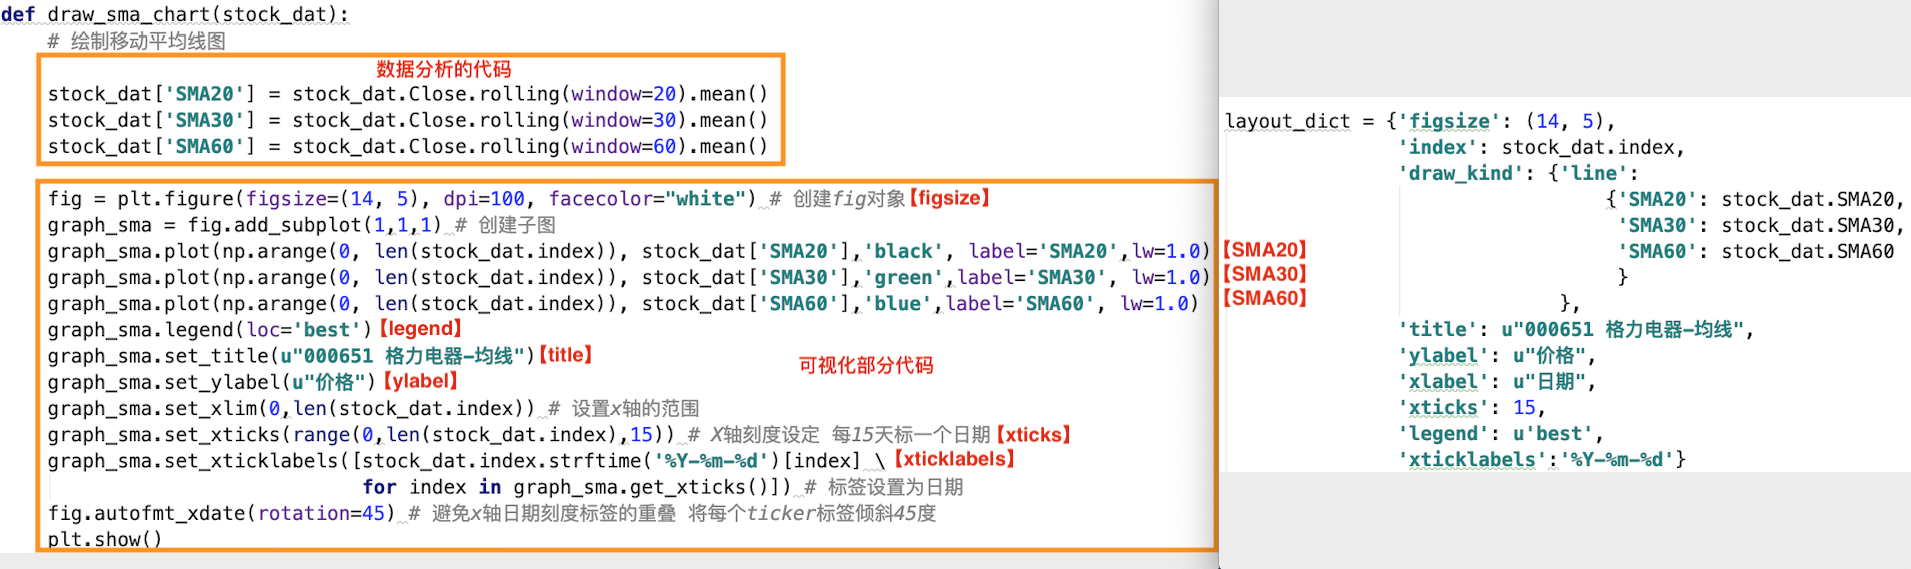 def draw_sma_chart(stock_dat):
# 绘制移动平均线图
数据分析的代码
stock_dat['SMA20'] = stock_dat.Close.rolling(window=20).mean()
stock_dat['SMA30'] = stock_dat.Close.rolling(window=30).mean()
stock_dat['SMA60'] = stock_dat.Close.rolling(window=60).mean()
fig = plt.figure(figsize=(14, 5), dpi=100, facecolor="white") # 创建fig对象【figsize】
graph_sma = fig.add_subplot(1,1,1) # 创建子图
graph_sma.plot(np.arange(0, len(stock_dat.index)), stock_dat['SMA20'],'black', label='SMA20',lw=1.0)【SMA20】
graph_sma.plot(np.arange(0, len(stock_dat.index)), stock_dat['SMA30'],'green',label='SMA30', lw=1.0)【SMA30】
graph_sma.plot(np.arange(0, len(stock_dat.index)), stock_dat['SMA60'],'blue',label='SMA60', lw=1.0)【SMA60】
graph_sma.legend(loc='best')【legend】
graph_sma.set_title(u"000651 格力电器-均线")【title】
可视化部分代码
graph_sma.set_ylabel(u"价格")【ylabel】
graph_sma.set_xlim(0,len(stock_dat.index)) # 设置x轴的范围
graph_sma.set_xticks(range(0,len(stock_dat.index),15)) # X轴刻度设定 每15天标一个日期【xticks】
graph_sma.set_xticklabels([stock_dat.index.strftime('%Y-%m-%d')[index] \【xticklabels】
for index in graph_sma.get_xticks()]) # 标签设置为日期
fig.autofmt_xdate(rotation=45) # 避免x轴日期刻度标签的重叠 将每个ticker标签倾斜45度
plt.show()
layout_dict = {'figsize': (14, 5),
'index': stock_dat.index,
'draw_kind': {'line':
{'SMA20': stock_dat.SMA20,
'SMA30': stock_dat.SMA30,
'SMA60': stock_dat.SMA60
}
},
'title': u"000651 格力电器-均线",
'ylabel': u"价格",
'xlabel': u"日期",
'xticks': 15,
'legend': u'best',
'xticklabels':'%Y-%m-%d'}